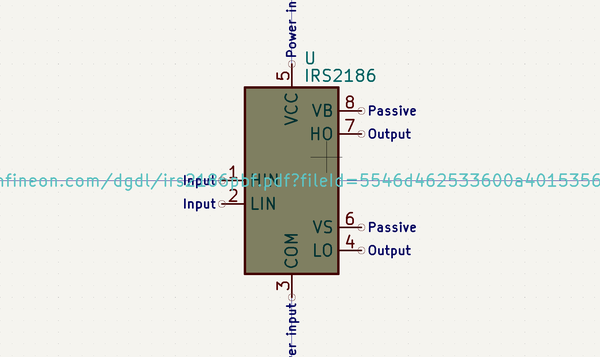 Power in
U
IRS2186
5
VCC
VB 8 Passive
HO 7 Output
Input 1 HIN
nfineon.com/dgdl/irs2186pbf.pdf?fileId=5546d462533600a4015356
Input 2 LIN
VS 6 Passive
LO 4 Output
COM
3
er input